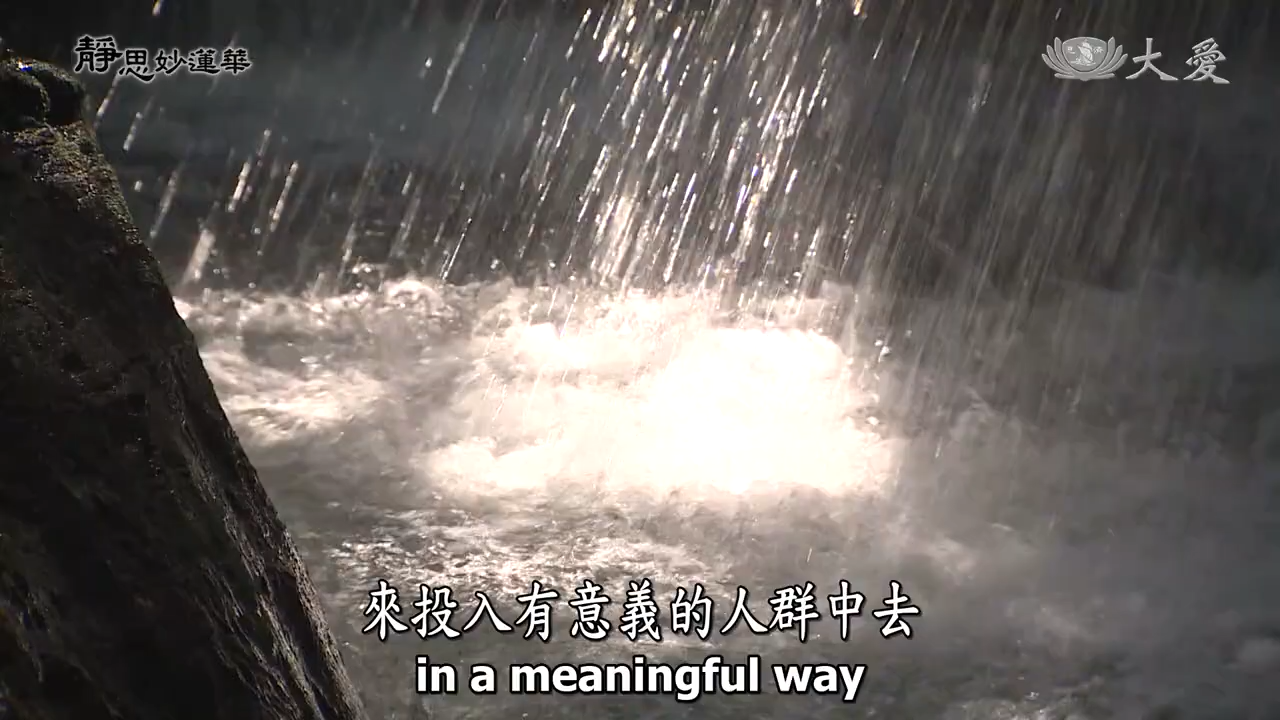 靜思妙蓮華
大愛
來投入有意義的人群中去
in a meaningful way